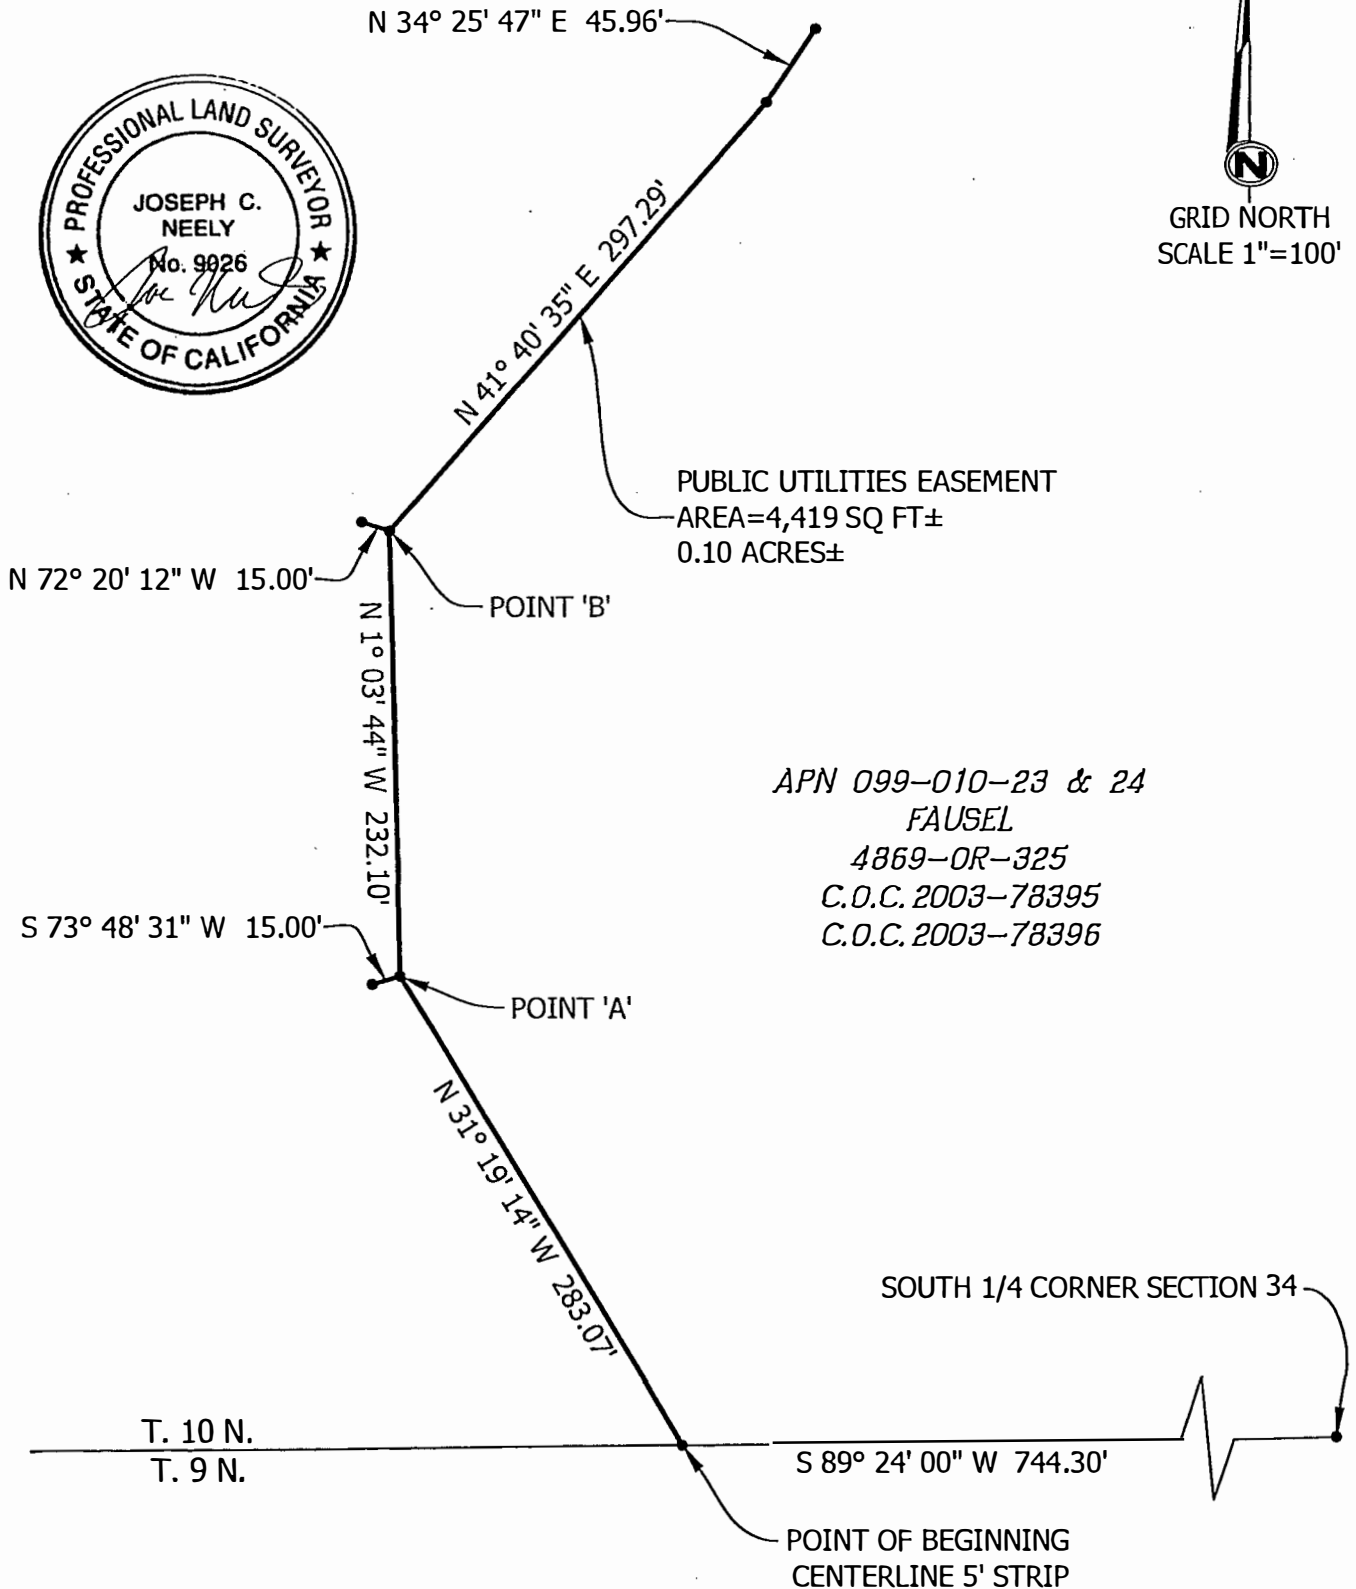 N 34° 25' 47" E 45.96'
PROFESSIONAL LAND SURVEYOR
JOSEPH C.
NEELY
No. 9026
★ STATE OF CALIFORNIA ★
N
GRID NORTH
SCALE 1"=100'
N 41° 40' 35" E 297.29'
PUBLIC UTILITIES EASEMENT
AREA=4,419 SQ FT±
0.10 ACRES±
N 72° 20' 12" W 15.00'
POINT 'B'
N 1° 03' 44" W 232.10'
APN 099-010-23 & 24
FAUSEL
4869-OR-325
C.O.C. 2003-78395
C.O.C. 2003-78396
S 73° 48' 31" W 15.00'
POINT 'A'
N 31° 19' 14" W 283.07'
SOUTH 1/4 CORNER SECTION 34
T. 10 N.
T. 9 N.
S 89° 24' 00" W 744.30'
POINT OF BEGINNING
CENTERLINE 5' STRIP